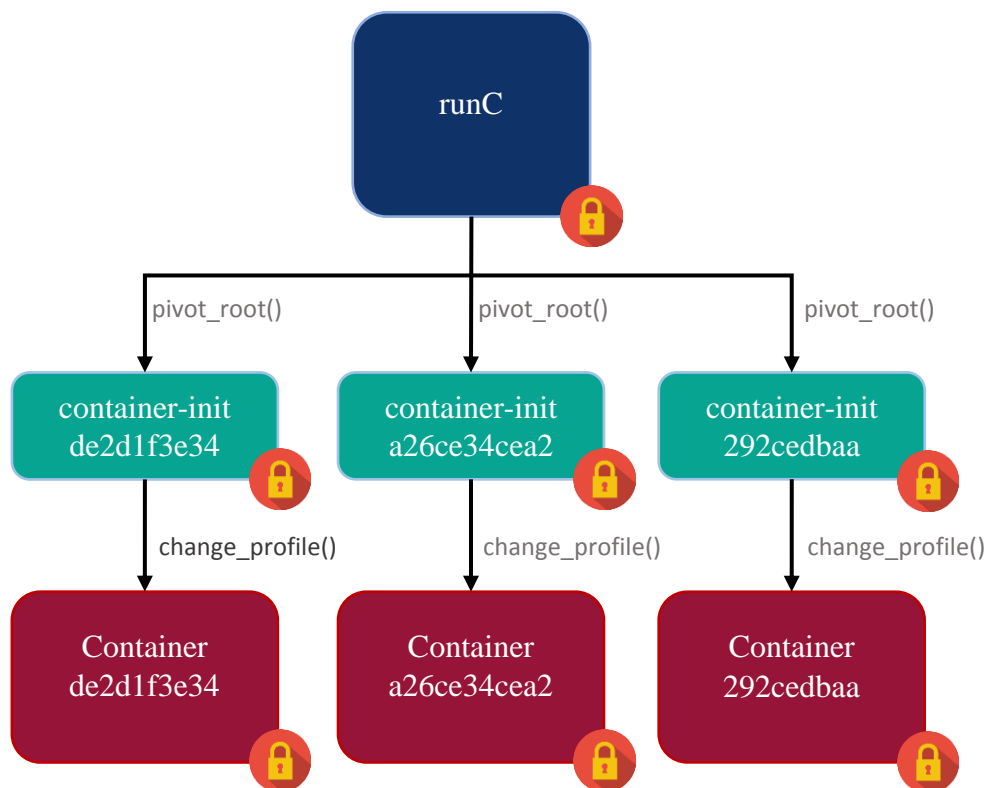 runC
pivot_root()
pivot_root()
pivot_root()
container-init
de2d1f3e34
container-init
a26ce34cea2
container-init
292cedbaa
change_profile()
change_profile()
change_profile()
Container
de2d1f3e34
Container
a26ce34cea2
Container
292cedbaa